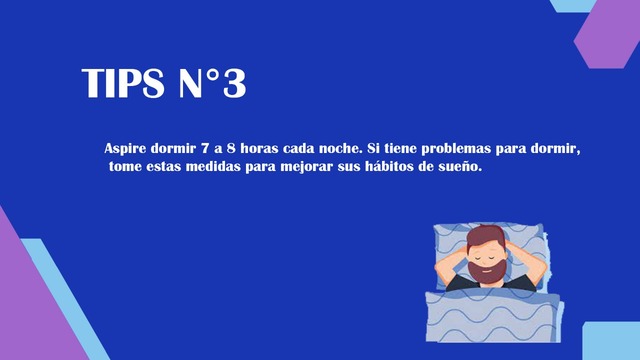 TIPS N°3
Aspire dormir 7 a 8 horas cada noche. Si tiene problemas para dormir,
tome estas medidas para mejorar sus hábitos de sueño.